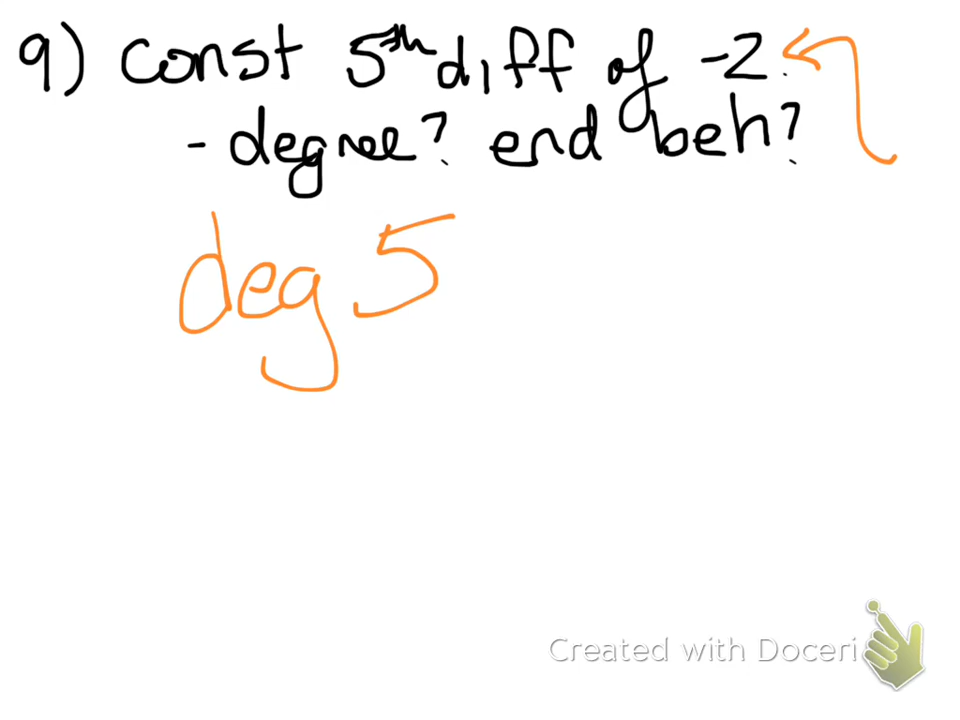 9) const 5th diff of -2.
- degree? end beh?
deg 5
Created with Doceri